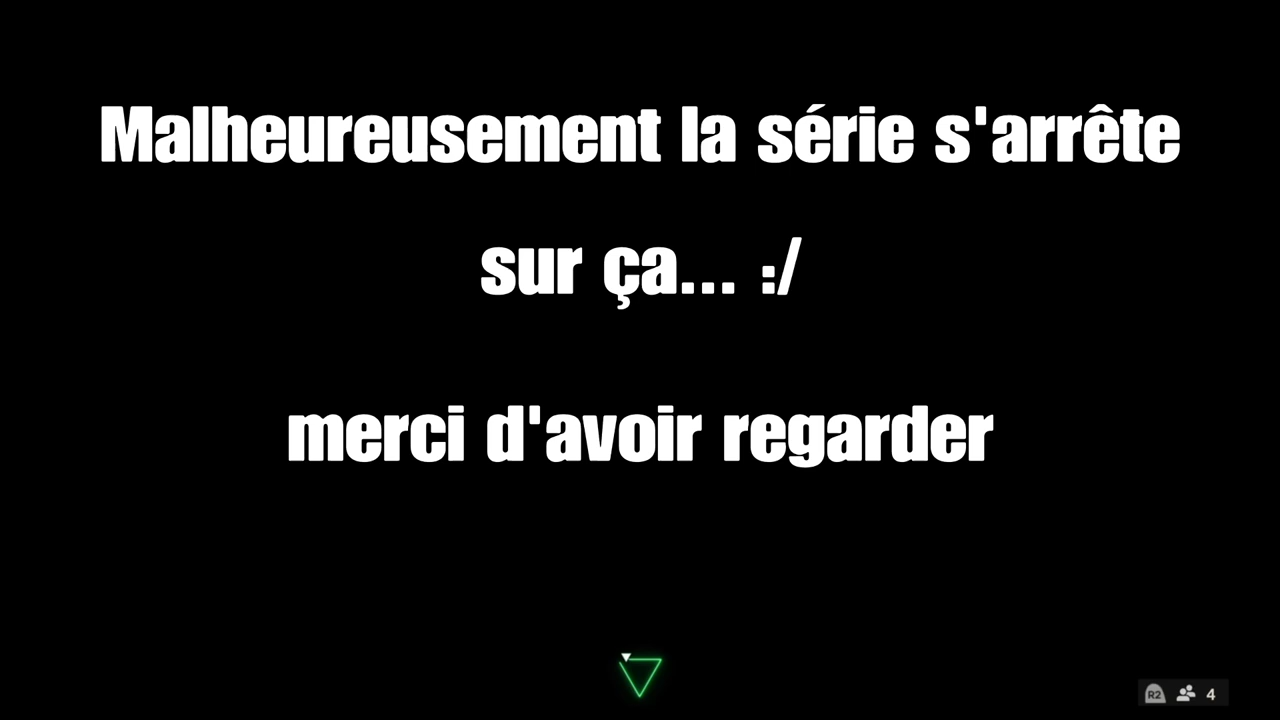 Malheureusement la série s'arrête
sur ça... :/
merci d'avoir regarder
R2 4